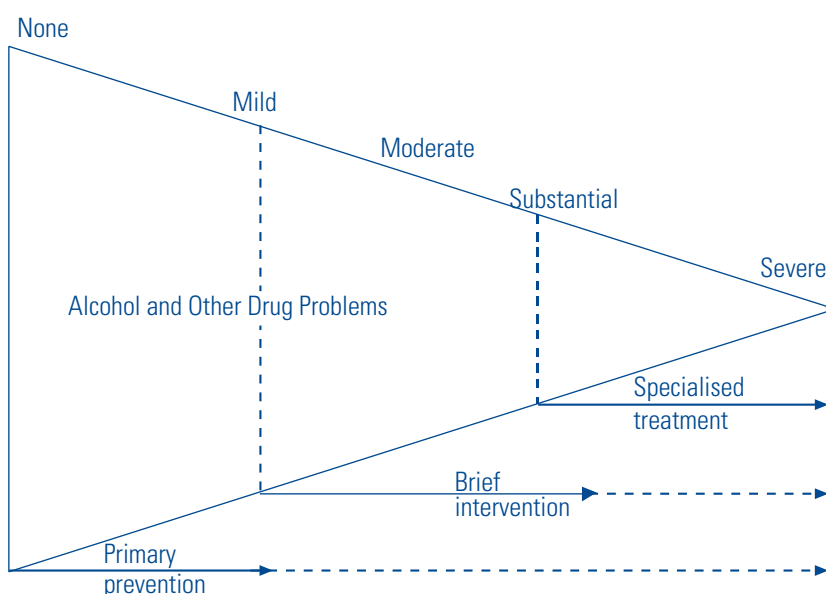 None
Mild
Moderate
Substantial
Severe
Alcohol and Other Drug Problems
Specialised
treatment
Brief
intervention
Primary
prevention